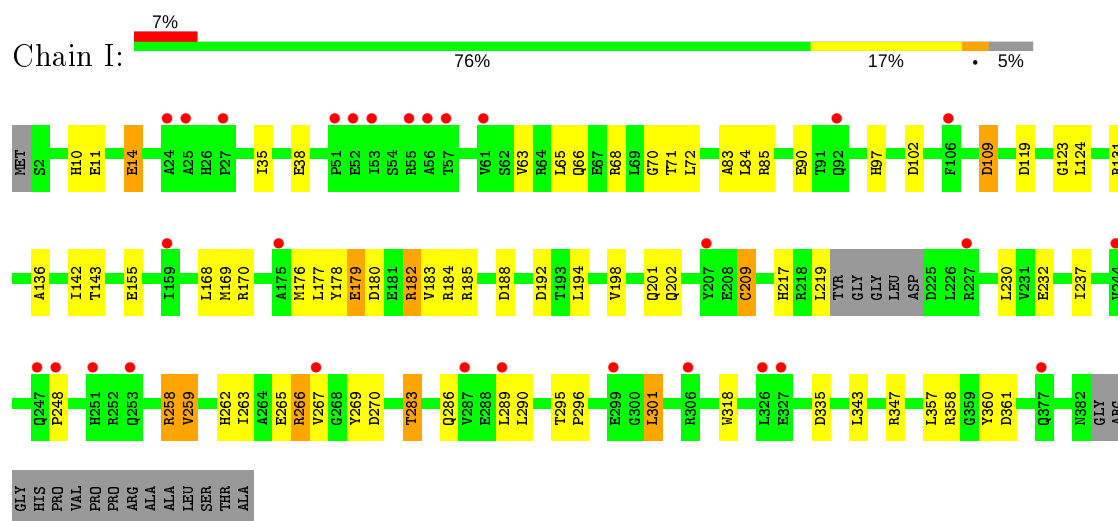 7%
Chain I:
76% 17% • 5%
MET S2 H10 E11 E14 A24 A25 H26 P27 I35 E38 P51 E52 I53 S54 R55 A56 T57 V61 S62 V63 R64 L65 Q66 E67 R68 L69 G70 T71 L72 A83 L84 R85 E90 T91 Q92 H97 D102 F106 D109 D119 G123 L124 R131
A136 I142 T143 E155 I159 L168 M169 R170 A175 M176 L177 Y178 E179 D180 E181 R182 V183 R184 R185 D188 D192 T193 L194 V198 Q201 Q202 Y207 E208 C209 H217 R218 L219 TYR GLY GLY LEU ASP D225 L226 R227 L230 V231 E232 I237 V244
Q247 P248 H251 R252 Q253 R258 V259 H262 I263 A264 E265 R266 V267 G268 Y269 D270 T283 Q286 V287 E288 L289 L290 T295 P296 E299 G300 L301 R306 W318 L326 E327 D335 L343 R347 L357 R358 G359 Y360 D361 Q377 N382 GLY ARG
GLY HIS PRO VAL PRO PRO ARG ALA ALA LEU SER THR ALA